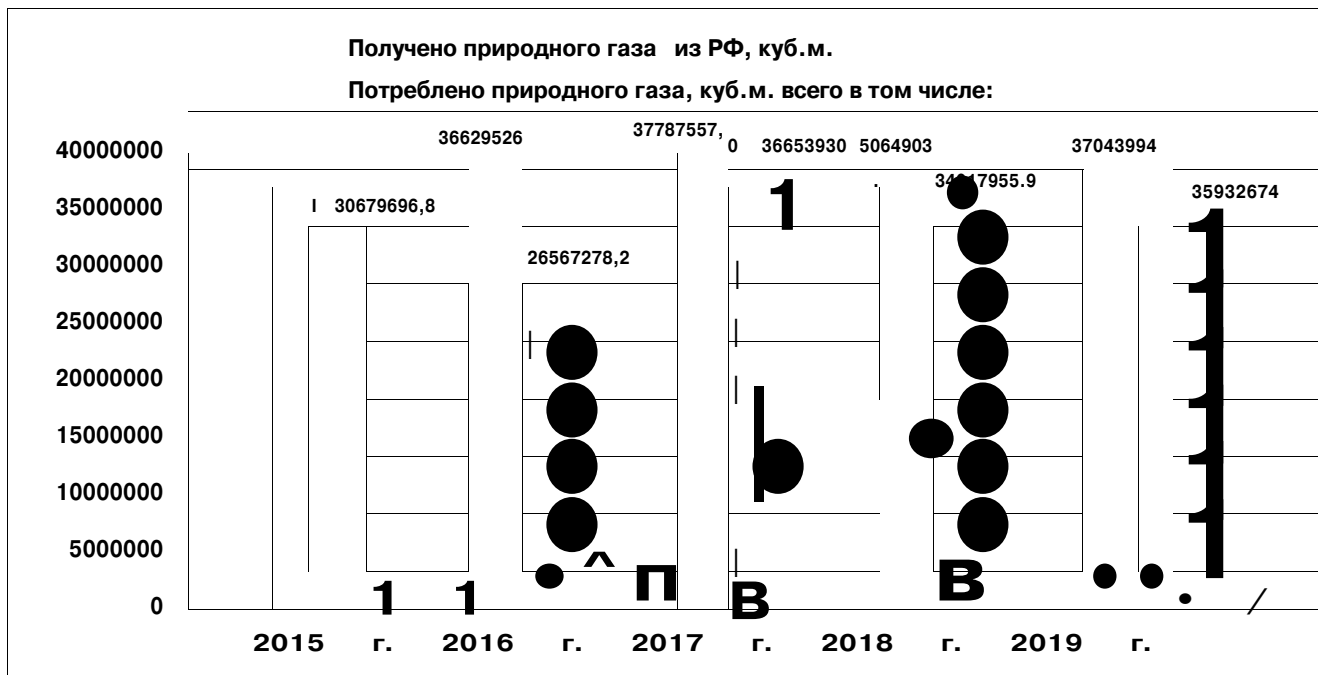 Получено природного газа из РФ, куб.м.
Потреблено природного газа, куб.м. всего в том числе:
37787557,
36629526
0 36653930 5064903
37043994
40000000
35932674
35000000
I 30679696,8
26567278,2
30000000
25000000
20000000
15000000
10000000
5000000
0
1 1 ^ п в в /
2015 г. 2016 г. 2017 г. 2018 г. 2019 г.